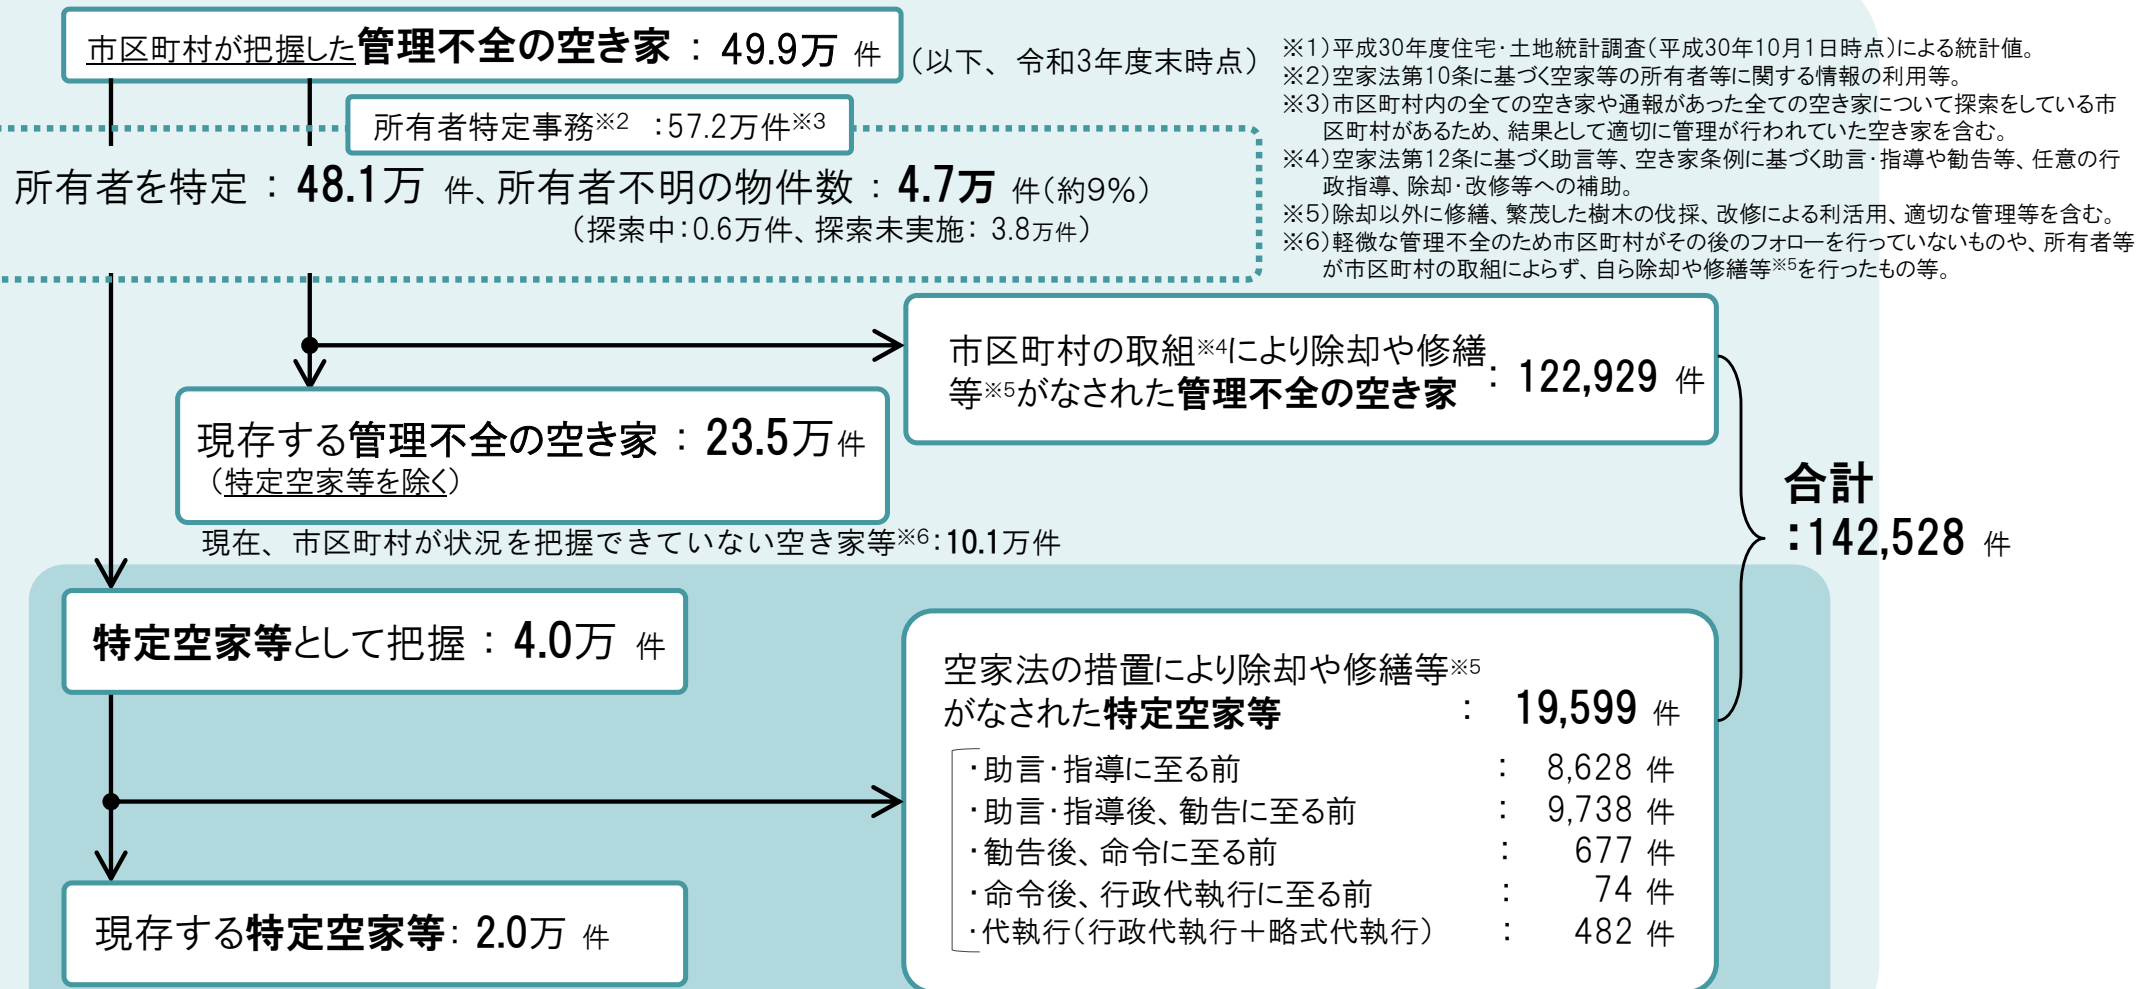 市区町村が把握した管理不全の空き家 ： 49.9万 件
（以下、令和3年度末時点）
※1）平成30年度住宅・土地統計調査（平成30年10月1日時点）による統計値。
※2）空家法第10条に基づく空家等の所有者等に関する情報の利用等。
※3）市区町村内の全ての空き家や通報があった全ての空き家について探索をしている市
区町村があるため、結果として適切に管理が行われていた空き家を含む。
※4）空家法第12条に基づく助言等、空き家条例に基づく助言・指導や勧告等、任意の行
政指導、除却・改修等への補助。
※5）除却以外に修繕、繁茂した樹木の伐採、改修による利活用、適切な管理等を含む。
※6）軽微な管理不全のため市区町村がその後のフォローを行っていないものや、所有者等
が市区町村の取組によらず、自ら除却や修繕等※5を行ったもの等。
所有者特定事務※2 ：57.2万件※3
所有者を特定 ： 48.1万 件、所有者不明の物件数 ： 4.7万 件（約9％）
（探索中：0.6万件、探索未実施： 3.8万件）
市区町村の取組※4により除却や修繕
等※5がなされた管理不全の空き家 ： 122,929 件
現存する管理不全の空き家 ： 23.5万件
（特定空家等を除く）
現在、市区町村が状況を把握できていない空き家等※6：10.1万件
合計
：142,528 件
特定空家等として把握 ： 4.0万 件
空家法の措置により除却や修繕等※5
がなされた特定空家等 ： 19,599 件
・助言・指導に至る前 ： 8,628 件
・助言・指導後、勧告に至る前 ： 9,738 件
・勧告後、命令に至る前 ： 677 件
・命令後、行政代執行に至る前 ： 74 件
・代執行（行政代執行＋略式代執行） ： 482 件
現存する特定空家等： 2.0万 件